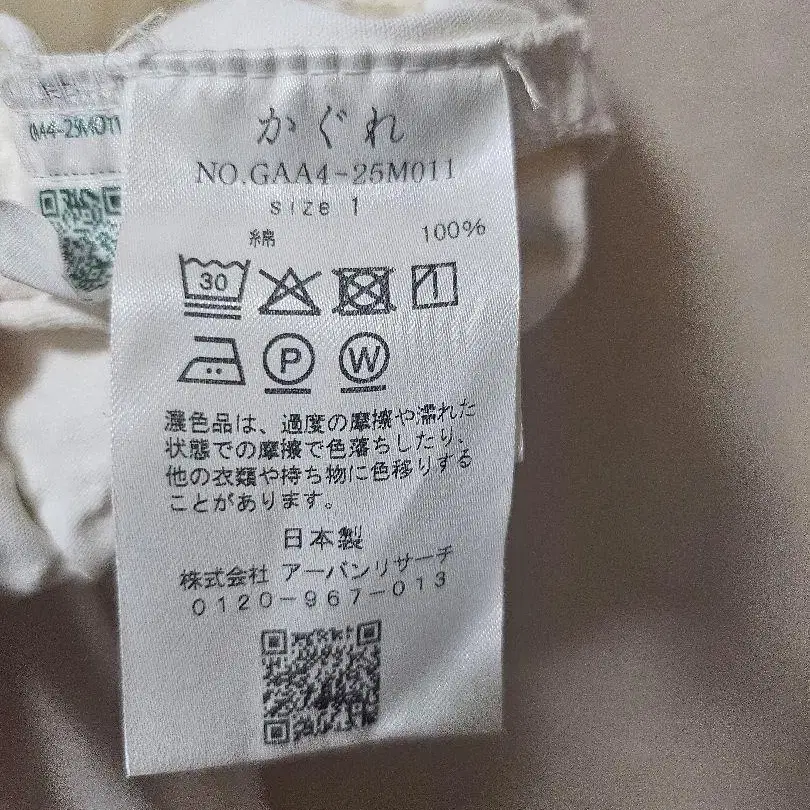 かぐれ
NO.GAA4-25M011
size 1
綿 100%
30
P W
濃色品は、過度の摩擦や濡れた
状態での摩擦で色落ちしたり、
他の衣類や持ち物に色移りする
ことがあります。
日本製
株式会社 アーバンリサーチ
0120-967-013